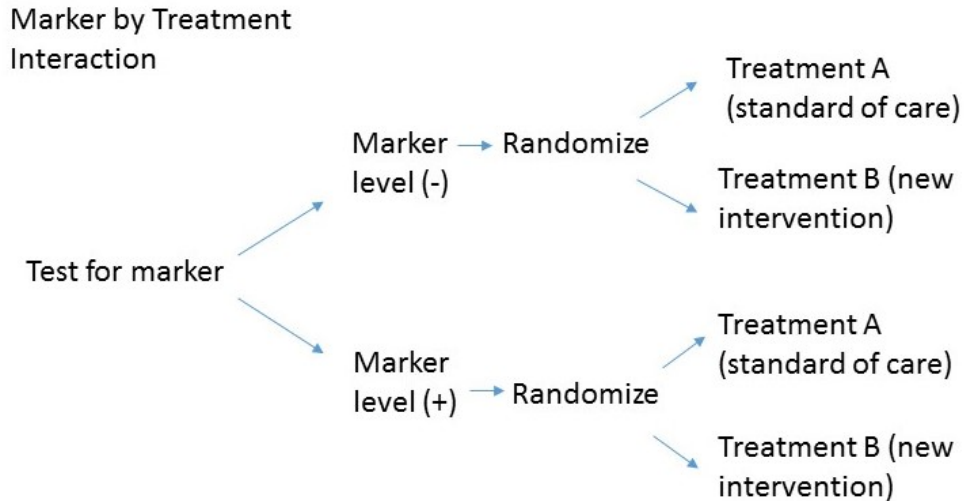 Marker by Treatment
Interaction
Treatment A
(standard of care)
Marker
level (-)
Randomize
Treatment B (new
intervention)
Test for marker
Treatment A
(standard of care)
Marker
level (+)
Randomize
Treatment B (new
intervention)